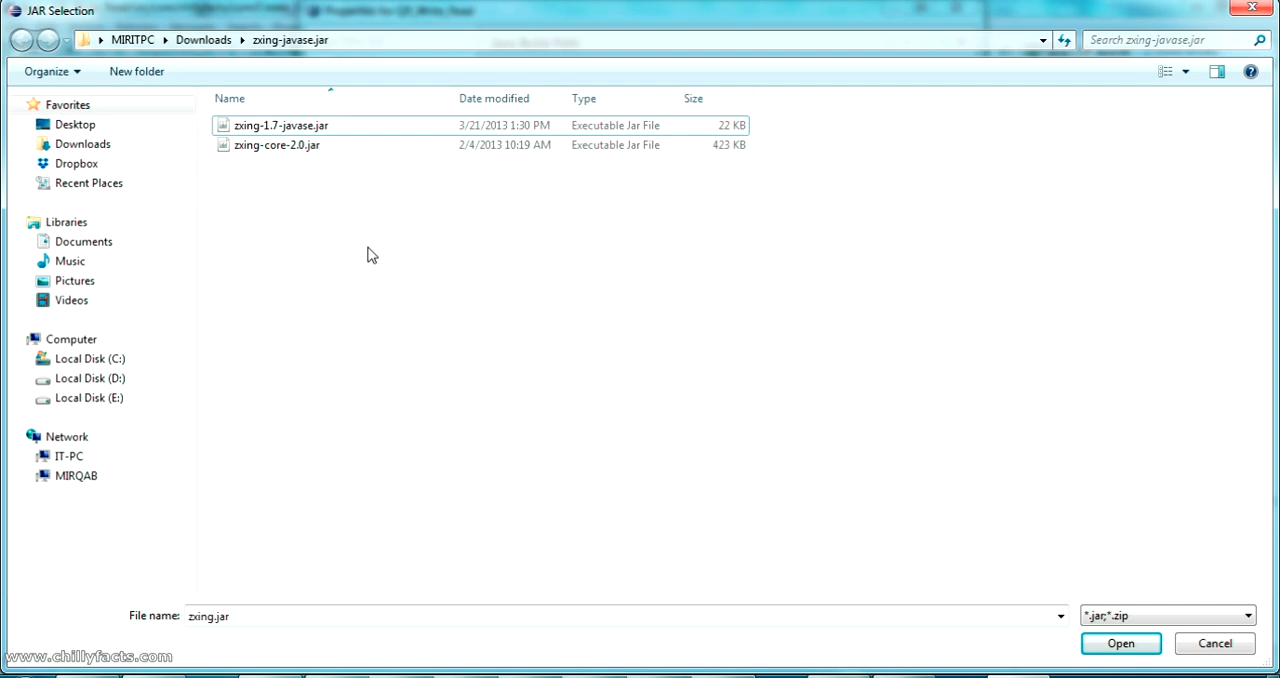 JAR Selection
Properties for QR_Write_Read
MIRITPC Downloads zxing-javase.jar
Search zxing-javase.jar
Organize New folder
Name Date modified Type Size
zxing-1.7-javase.jar 3/21/2013 1:30 PM Executable Jar File 22 KB
zxing-core-2.0.jar 2/4/2013 10:19 AM Executable Jar File 423 KB
Favorites
Desktop
Downloads
Dropbox
Recent Places
Libraries
Documents
Music
Pictures
Videos
Computer
Local Disk (C:)
Local Disk (D:)
Local Disk (E:)
Network
IT-PC
MIRQAB
File name: zxing.jar *.jar;*.zip
Open Cancel
www.chillyfacts.com